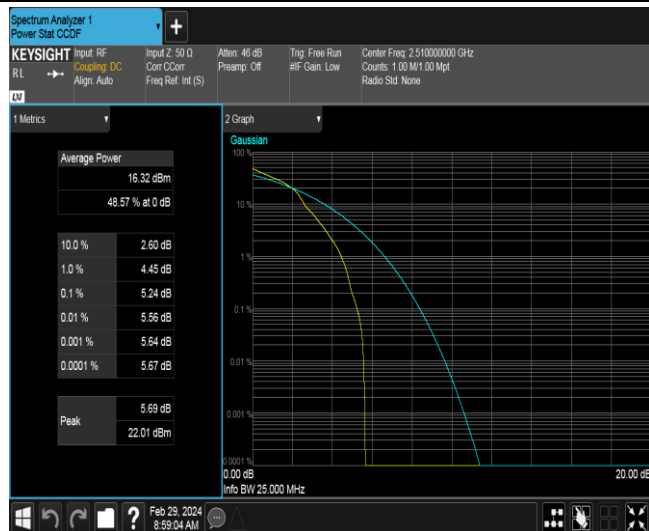 Spectrum Analyzer 1
Power Stat CCDF
+
KEYSIGHT
RL
Input: RF
Coupling: DC
Align: Auto
Input Z: 50 Ω
Corr CCorr
Freq Ref: Int (S)
Atten: 46 dB
Preamp: Off
Trig: Free Run
#IF Gain: Low
Center Freq: 2.510000000 GHz
Counts: 1.00 M/1.00 Mpt
Radio Std: None
1 Metrics
Average Power
16.32 dBm
48.57 % at 0 dB
10.0 % 2.60 dB
1.0 % 4.45 dB
0.1 % 5.24 dB
0.01 % 5.56 dB
0.001 % 5.64 dB
0.0001 % 5.67 dB
Peak 5.69 dB
22.01 dBm
2 Graph
Gaussian
100 %
10 %
1 %
0.1 %
0.01 %
0.001 %
0.0001 %
0.00 dB 20.00 dB
Info BW 25.000 MHz
?
Feb 29, 2024
8:59:04 AM